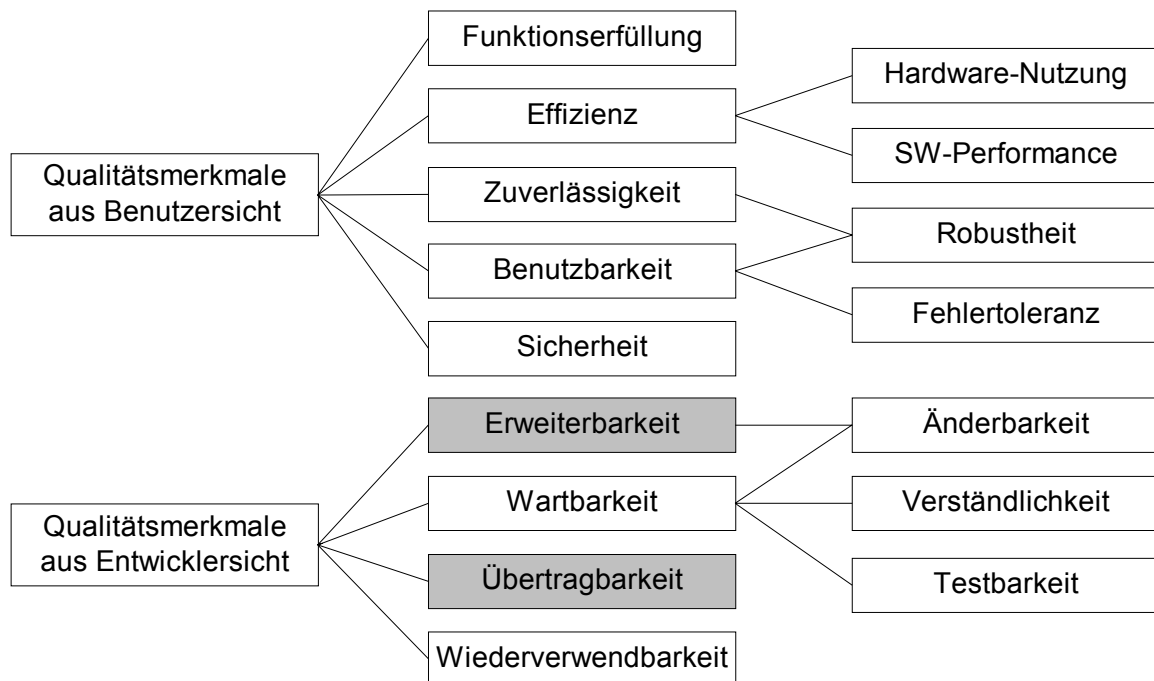 Qualitätsmerkmale
aus Benutzersicht
Funktionserfüllung
Effizienz
Zuverlässigkeit
Benutzbarkeit
Sicherheit
Hardware-Nutzung
SW-Performance
Robustheit
Fehlertoleranz
Qualitätsmerkmale
aus Entwicklersicht
Erweiterbarkeit
Wartbarkeit
Übertragbarkeit
Wiederverwendbarkeit
Änderbarkeit
Verständlichkeit
Testbarkeit